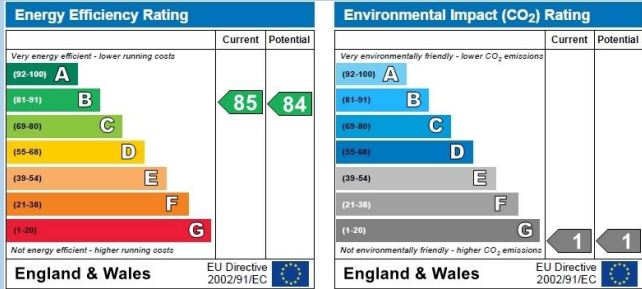 Energy Efficiency Rating
Current Potential
Very energy efficient - lower running costs
(92-100) A
(81-91) B
85 84
(69-80) C
(55-68) D
(39-54) E
(21-38) F
(1-20) G
Not energy efficient - higher running costs
England & Wales
EU Directive
2002/91/EC
Environmental Impact (CO₂) Rating
Current Potential
Very environmentally friendly - lower CO₂ emissions
(92-100) A
(81-91) B
(69-80) C
(55-68) D
(39-54) E
(21-38) F
(1-20) G
1 1
Not environmentally friendly - higher CO₂ emissions
England & Wales
EU Directive
2002/91/EC